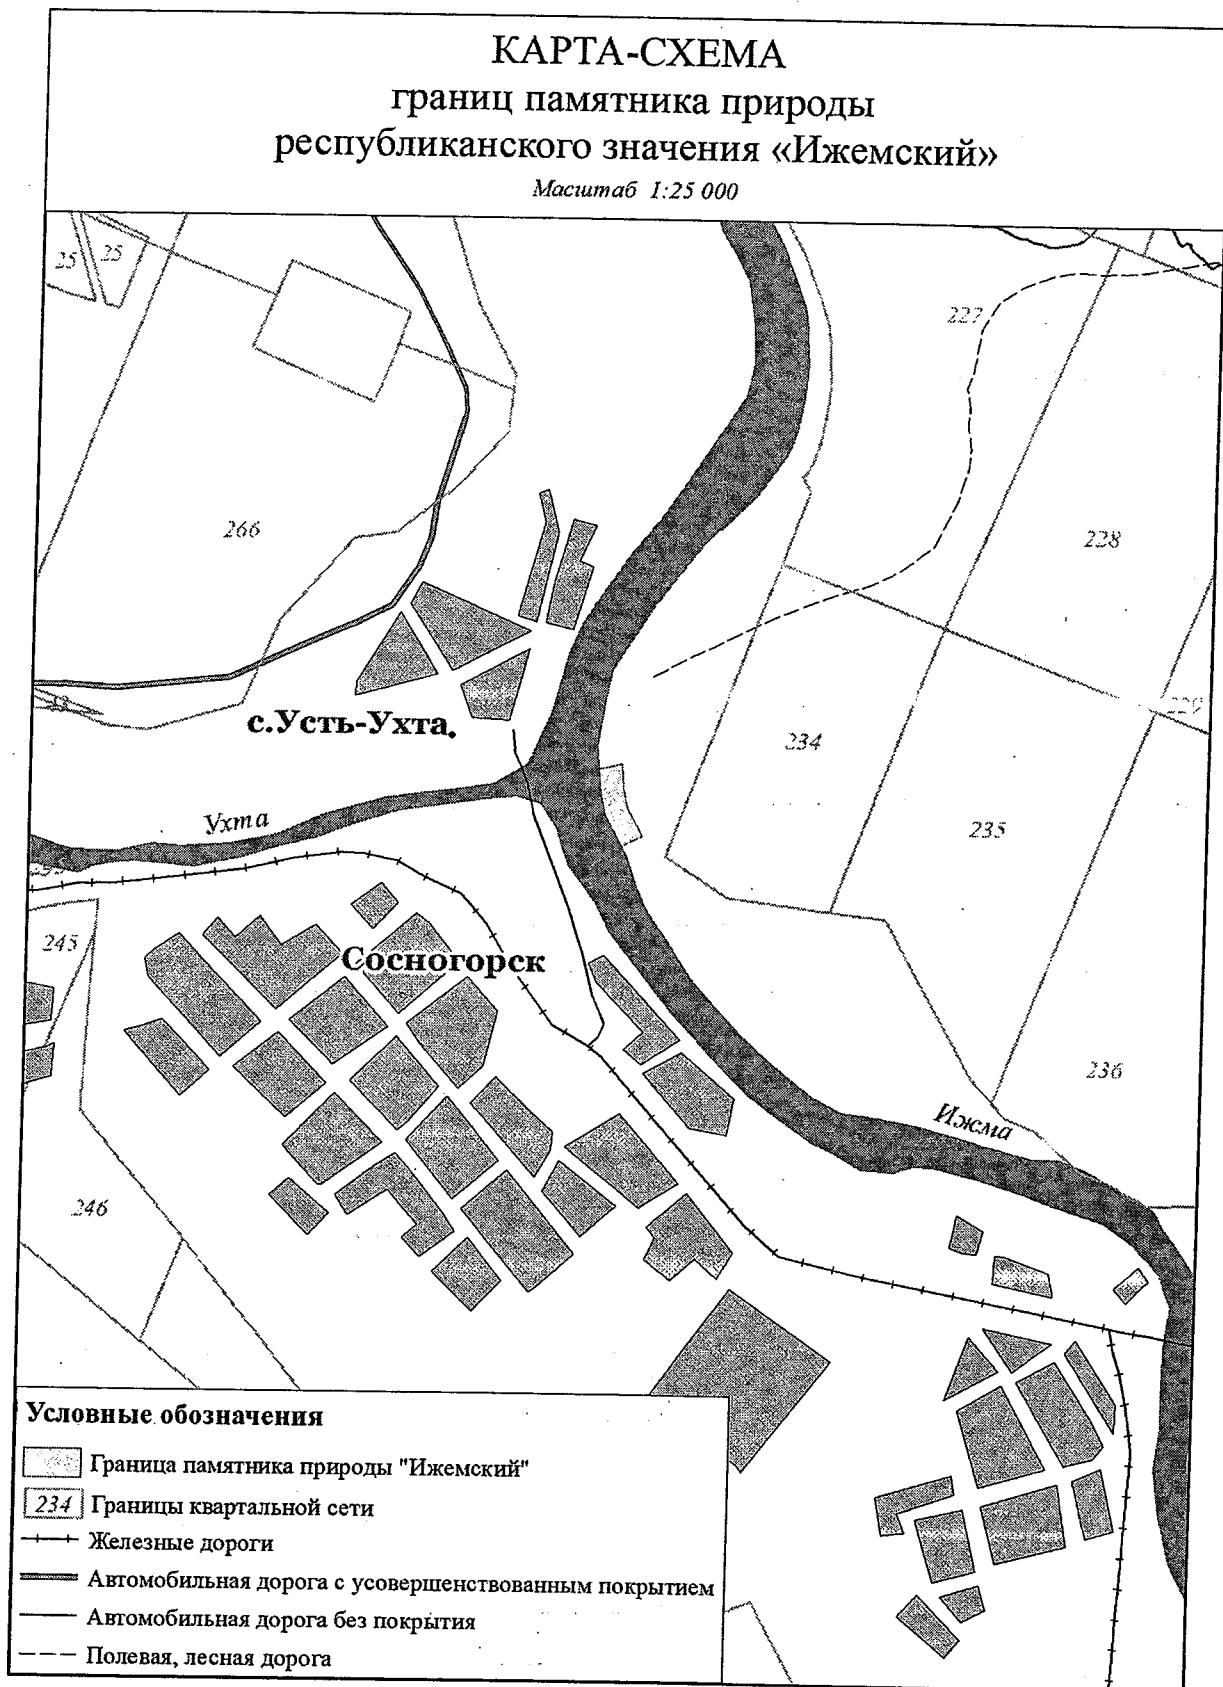 КАРТА-СХЕМА
границ памятника природы
республиканского значения «Ижемский»
Масштаб 1:25 000
25 25
227
266
228
229
с.Усть-Ухта.
234
Ухта
235
245
Сосногорск
236
Ижма
246
Условные обозначения
Граница памятника природы "Ижемский"
234 Границы квартальной сети
Железные дороги
Автомобильная дорога с усовершенствованным покрытием
Автомобильная дорога без покрытия
Полевая, лесная дорога